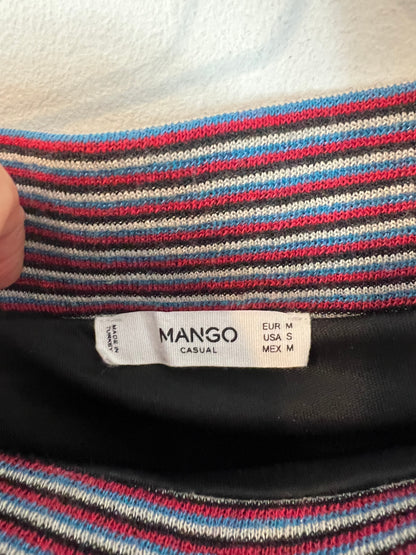 MADE IN
TURKEY
MANGO
CASUAL
EUR M
USA S
MEX M